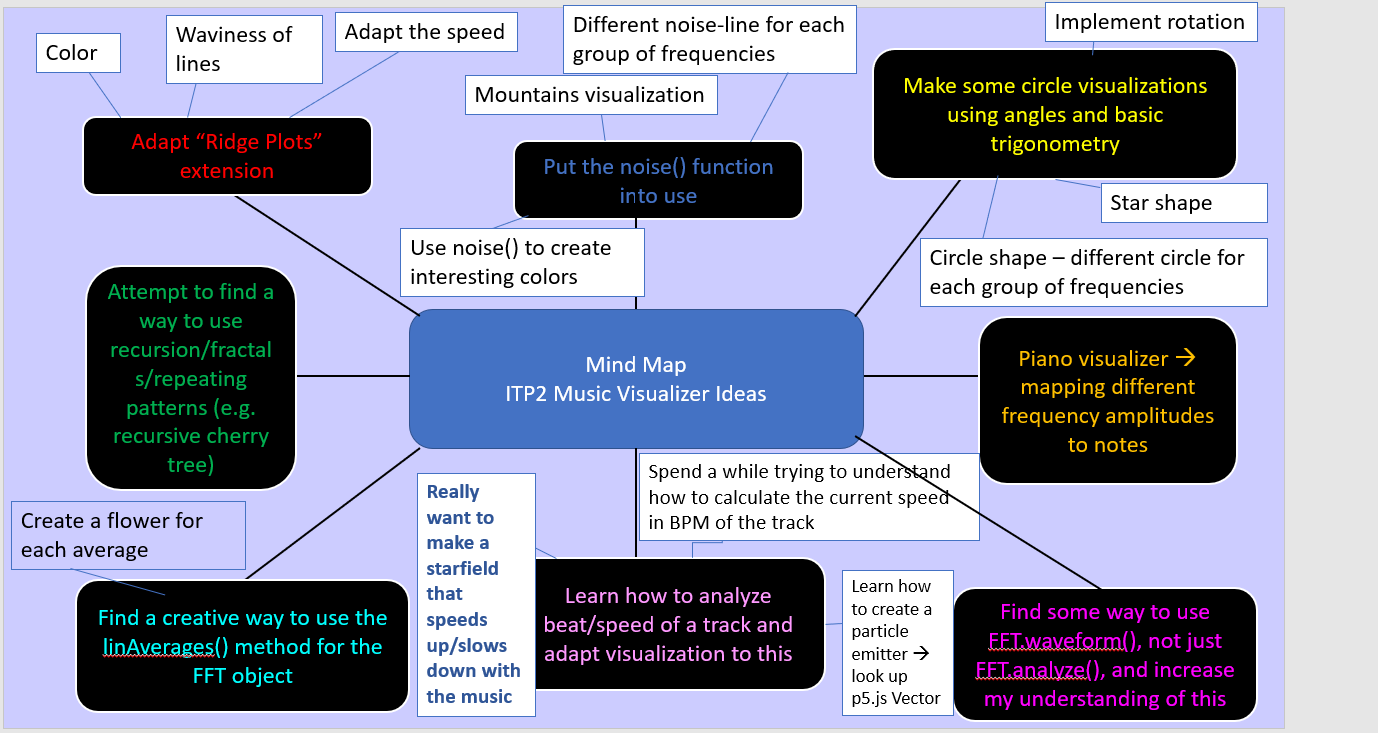 Color
Waviness of
lines
Adapt the speed
Different noise-line for each
group of frequencies
Implement rotation
Mountains visualization
Adapt “Ridge Plots”
extension
Put the noise() function
into use
Make some circle visualizations
using angles and basic
trigonometry
Star shape
Use noise() to create
interesting colors
Circle shape – different circle for
each group of frequencies
Attempt to find a
way to use
recursion/fractal
s/repeating
patterns (e.g.
recursive cherry
tree)
Mind Map
ITP2 Music Visualizer Ideas
Piano visualizer →
mapping different
frequency amplitudes
to notes
Create a flower for
each average
Find a creative way to use the
linAverages() method for the
FFT object
Really
want to
make a
starfield
that
speeds
up/slows
down with
the music
Spend a while trying to understand
how to calculate the current speed
in BPM of the track
Learn how to analyze
beat/speed of a track and
adapt visualization to this
Learn how
to create a
particle
emitter →
look up
p5.js Vector
Find some way to use
FFT.waveform(), not just
FFT.analyze(), and increase
my understanding of this